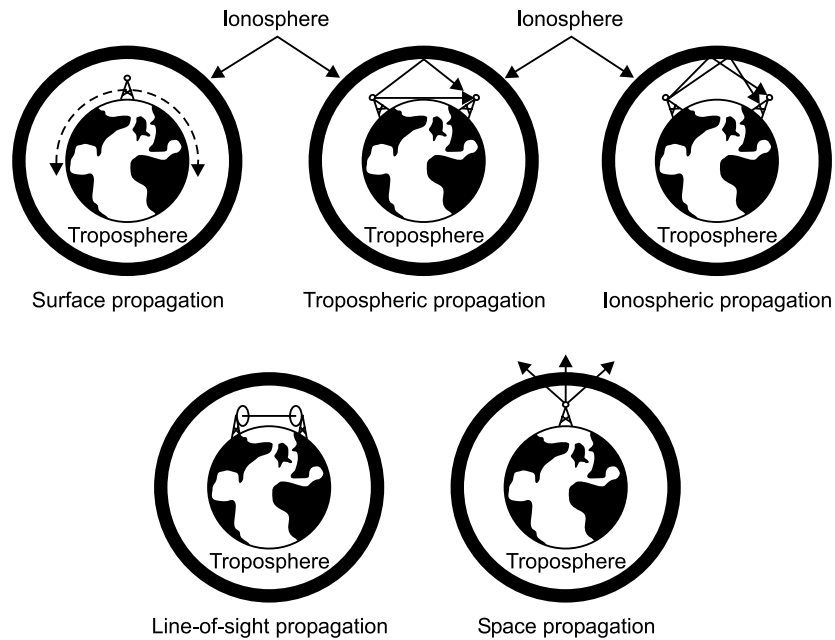 Ionosphere
Ionosphere
Troposphere
Troposphere
Troposphere
Surface propagation
Tropospheric propagation
Ionospheric propagation
Troposphere
Troposphere
Line-of-sight propagation
Space propagation